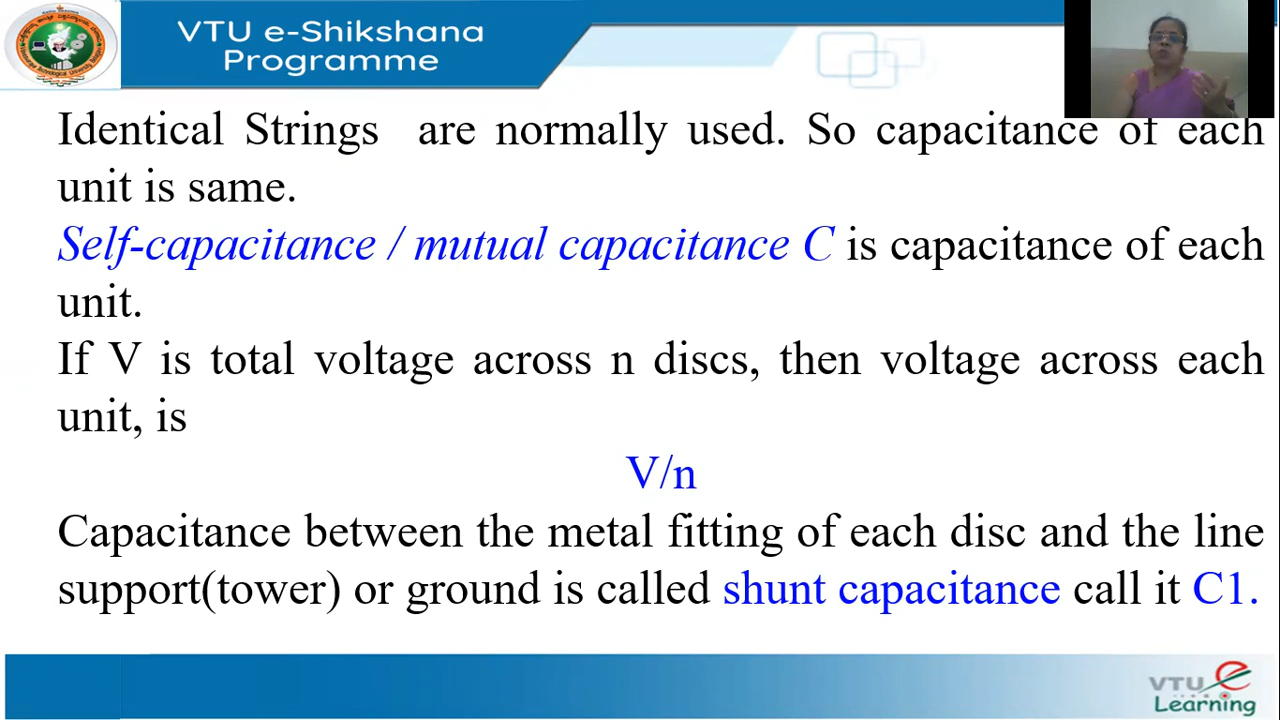 VTU e-Shikshana
Programme
Identical Strings are normally used. So capacitance of each
unit is same.
Self-capacitance / mutual capacitance C is capacitance of each
unit.
If V is total voltage across n discs, then voltage across each
unit, is
V/n
Capacitance between the metal fitting of each disc and the line
support(tower) or ground is called shunt capacitance call it C1.
VTU e
Learning